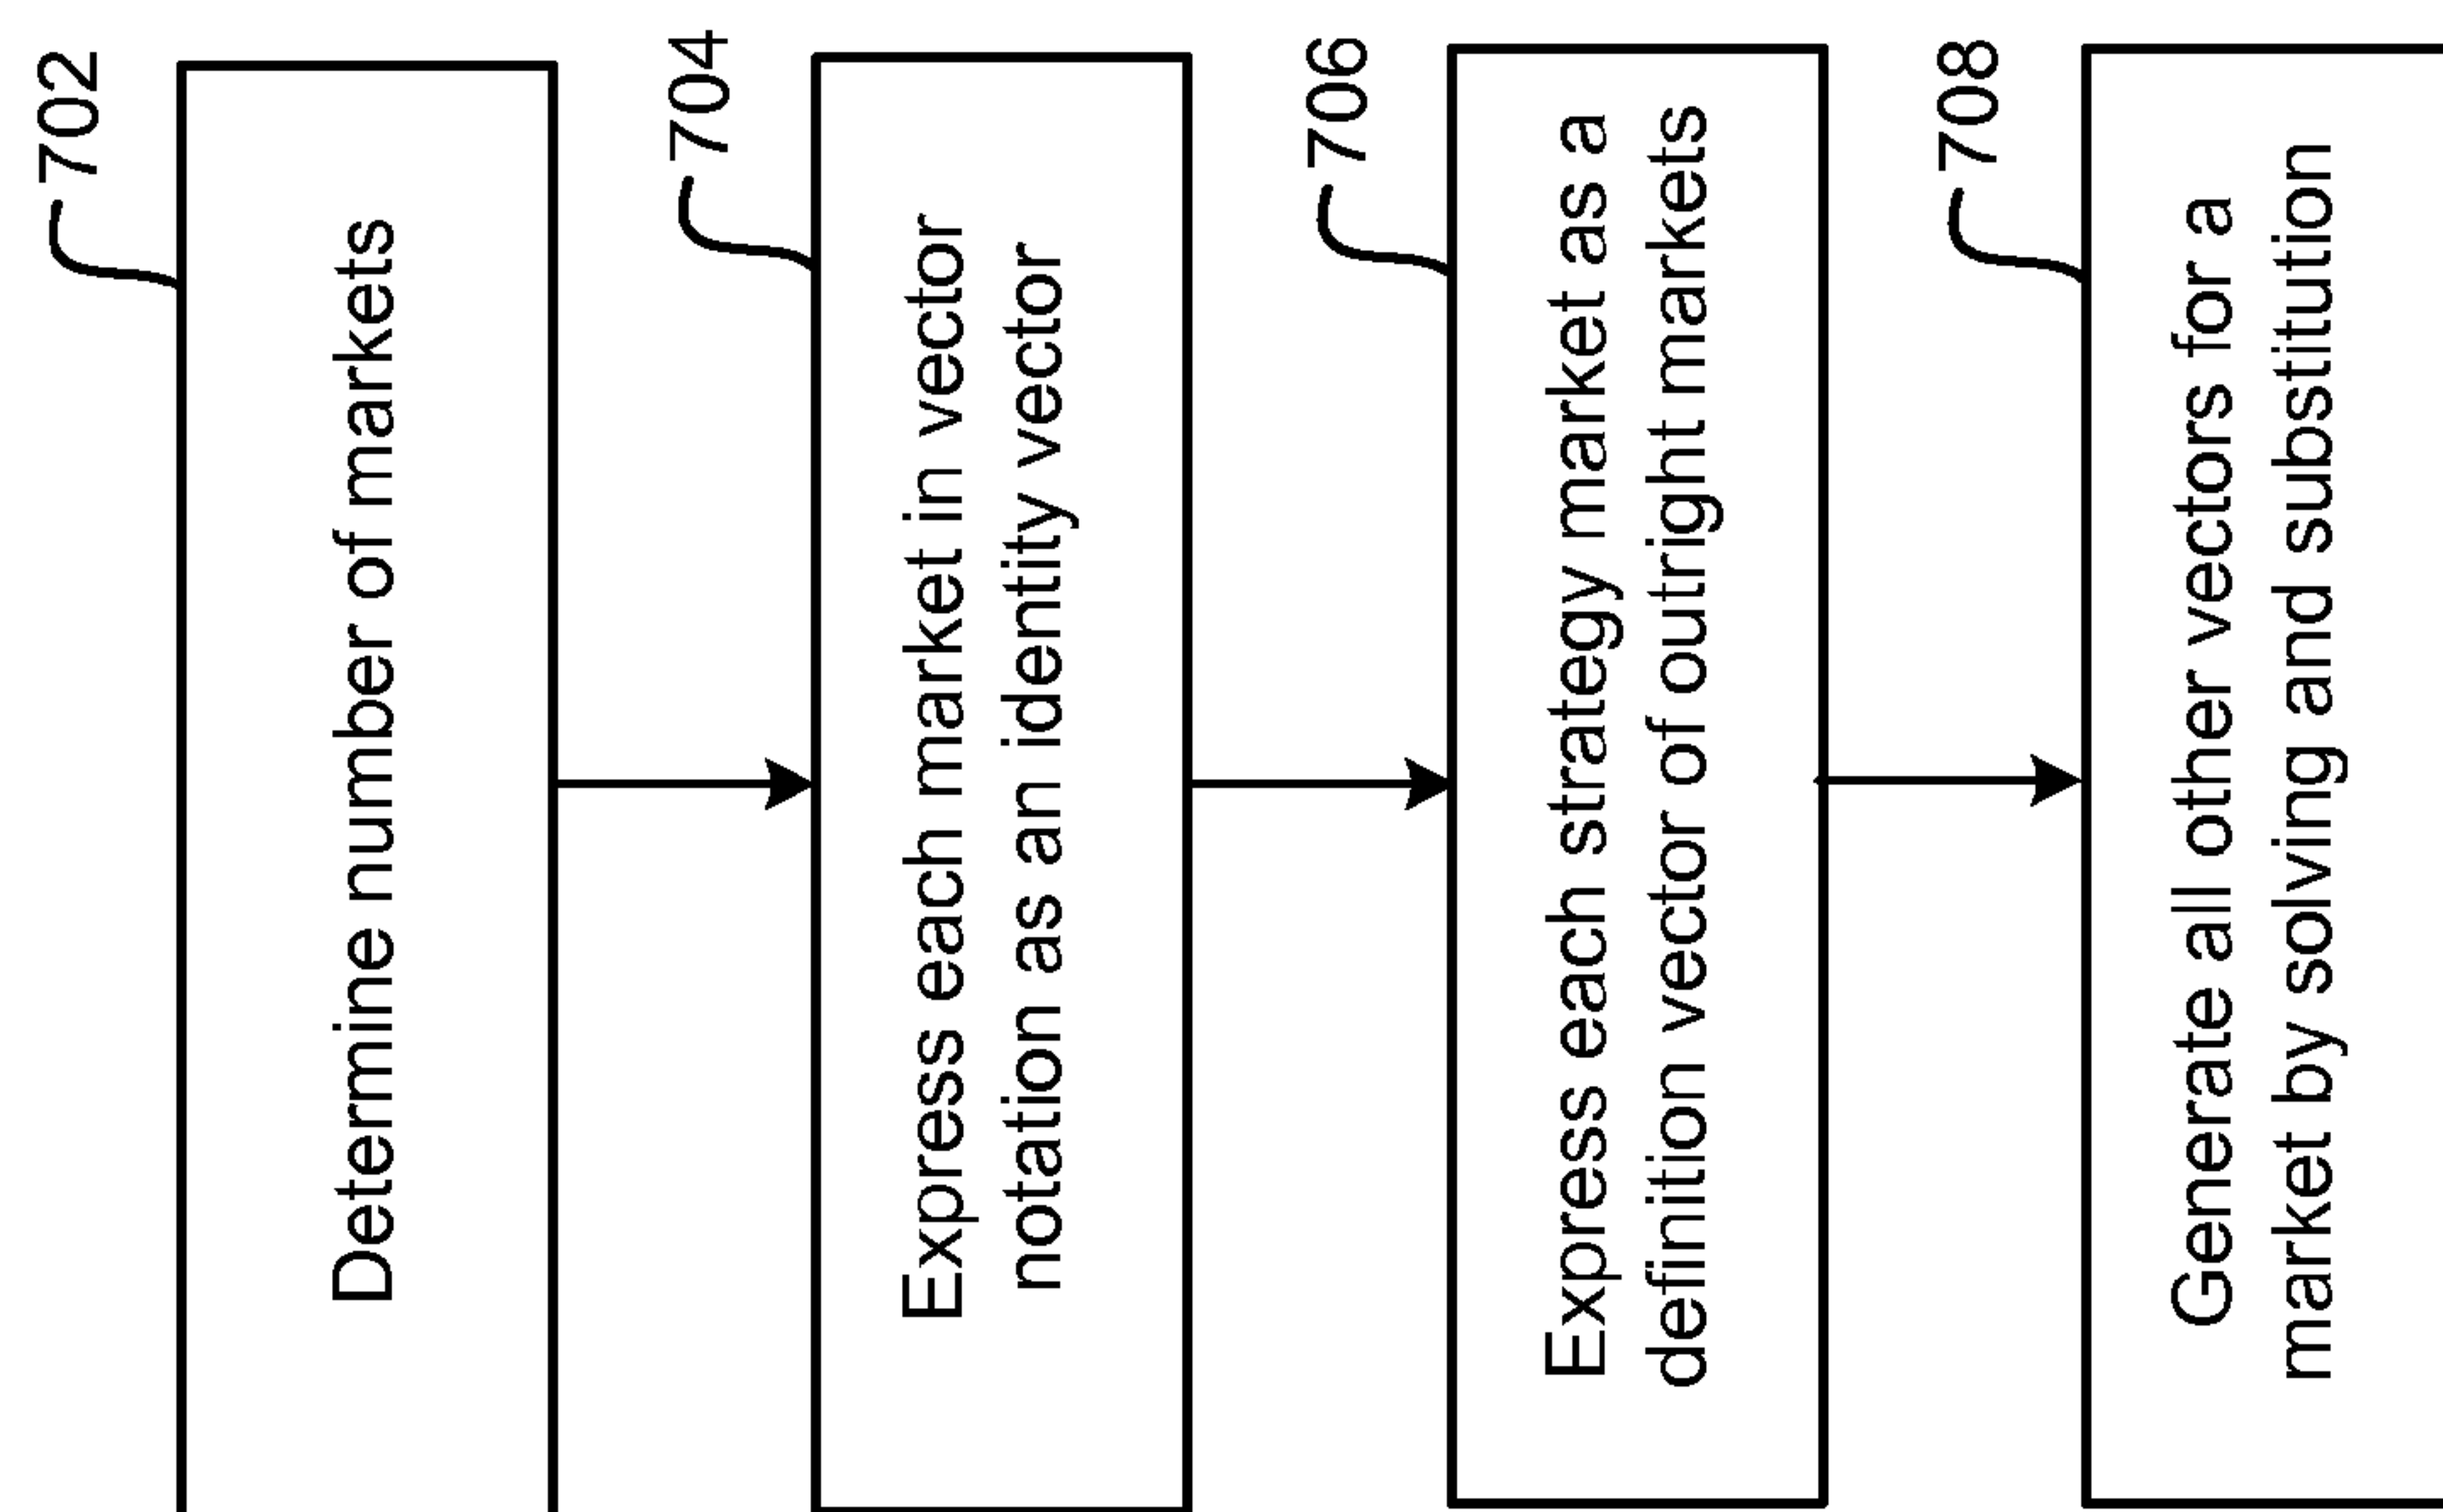 702
Determine number of markets
704
Express each market in vector
notation as an identity vector
706
Express each strategy market as a
definition vector of outright markets
708
Generate all other vectors for a
market by solving and substitution